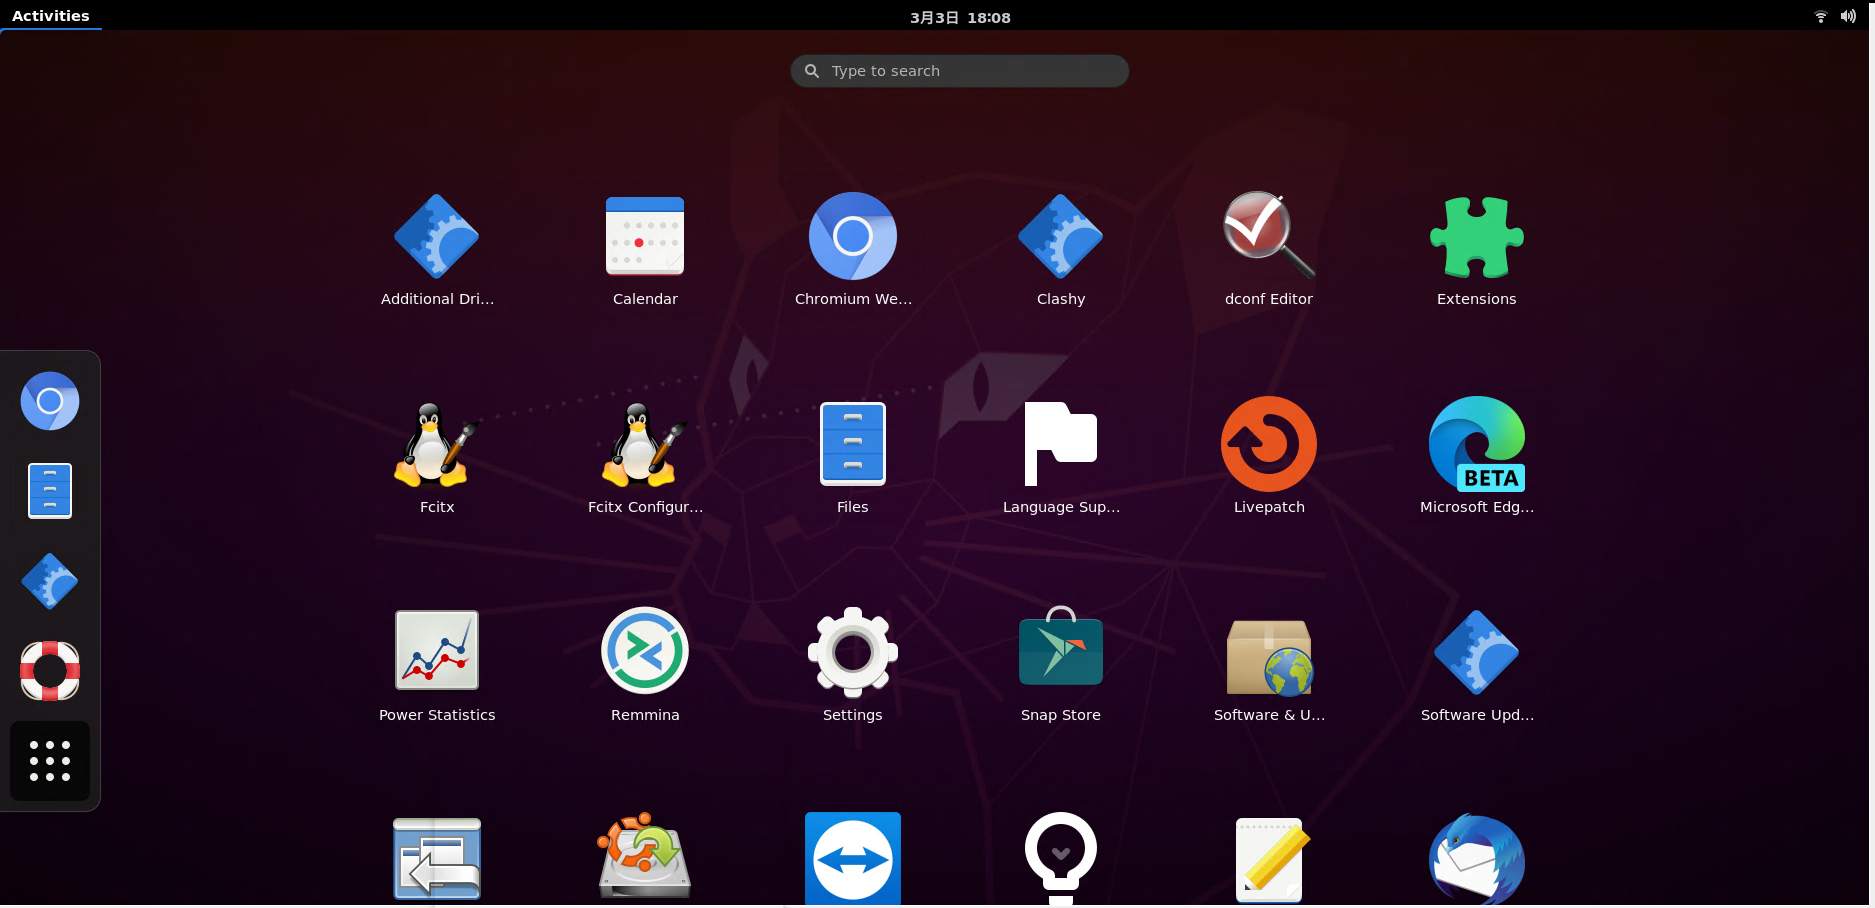 Activities
3月3日 18:08
Type to search
Additional Dri...
Calendar
Chromium We...
Clashy
dconf Editor
Extensions
Fcitx
Fcitx Configur...
Files
Language Sup...
Livepatch
BETA
Microsoft Edg...
Power Statistics
Remmina
Settings
Snap Store
Software & U...
Software Upd...